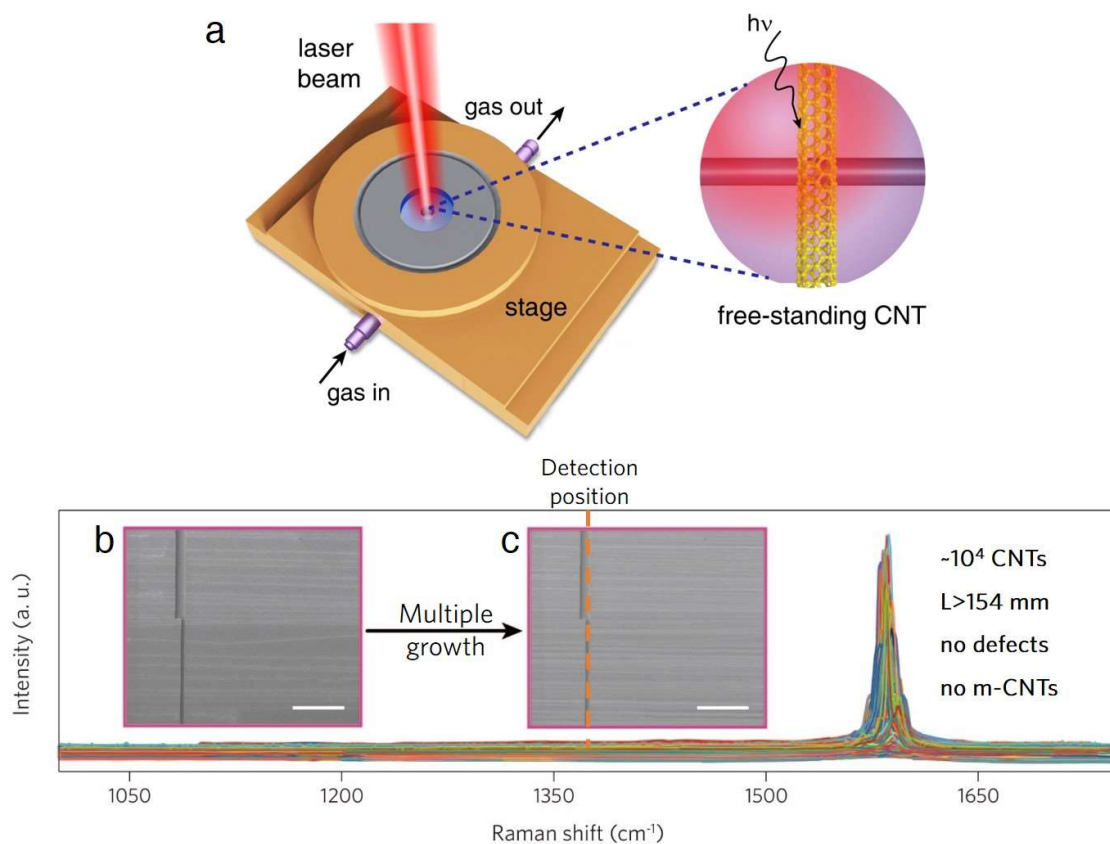 a
laser
beam
gas out
hν
stage
free-standing CNT
gas in
Detection
position
b
c
Multiple
growth
~10⁴ CNTs
L>154 mm
no defects
no m-CNTs
Intensity (a. u.)
1050 1200 1350 1500 1650
Raman shift (cm⁻¹)